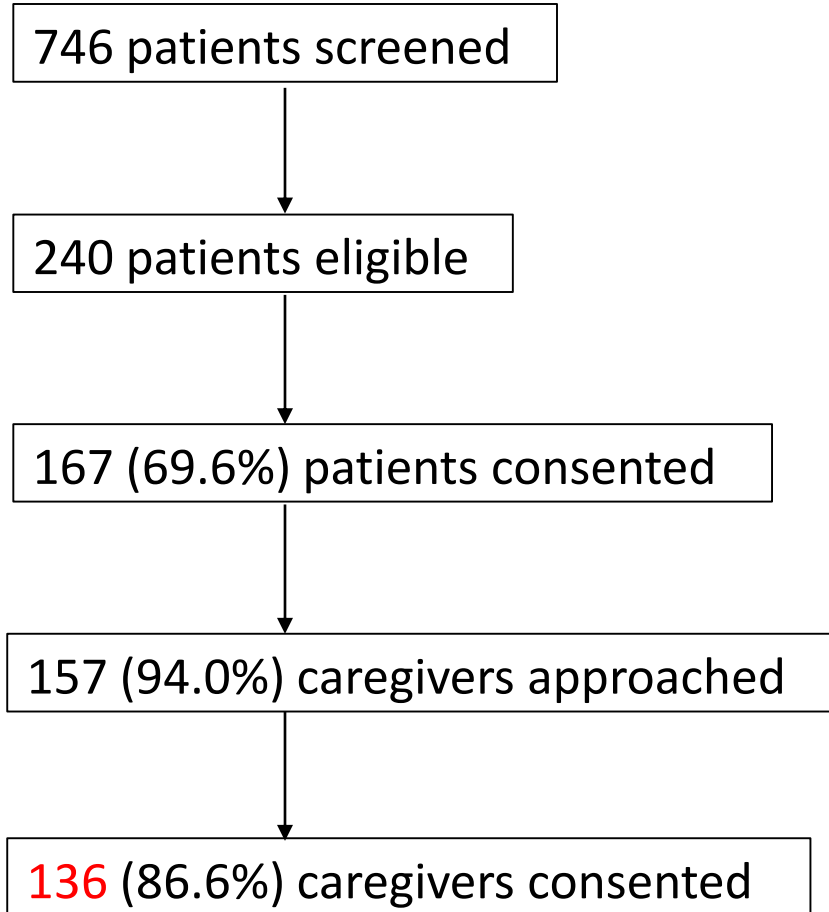 746 patients screened
240 patients eligible
167 (69.6%) patients consented
157 (94.0%) caregivers approached
136 (86.6%) caregivers consented